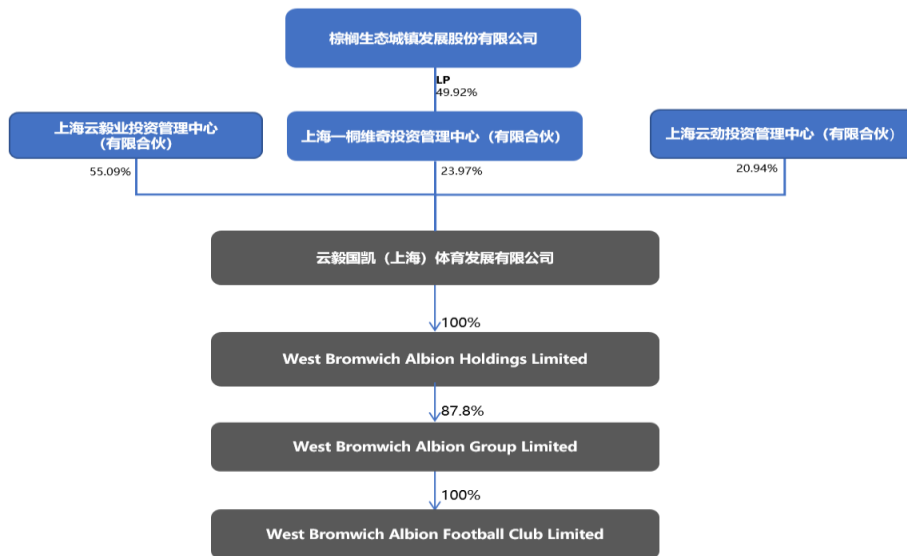 棕榈生态城镇发展股份有限公司
LP
49.92%
上海云毅业投资管理中心
(有限合伙)
上海一桐维奇投资管理中心（有限合伙）
上海云劲投资管理中心（有限合伙）
55.09%
23.97%
20.94%
云毅国凯（上海）体育发展有限公司
100%
West Bromwich Albion Holdings Limited
87.8%
West Bromwich Albion Group Limited
100%
West Bromwich Albion Football Club Limited